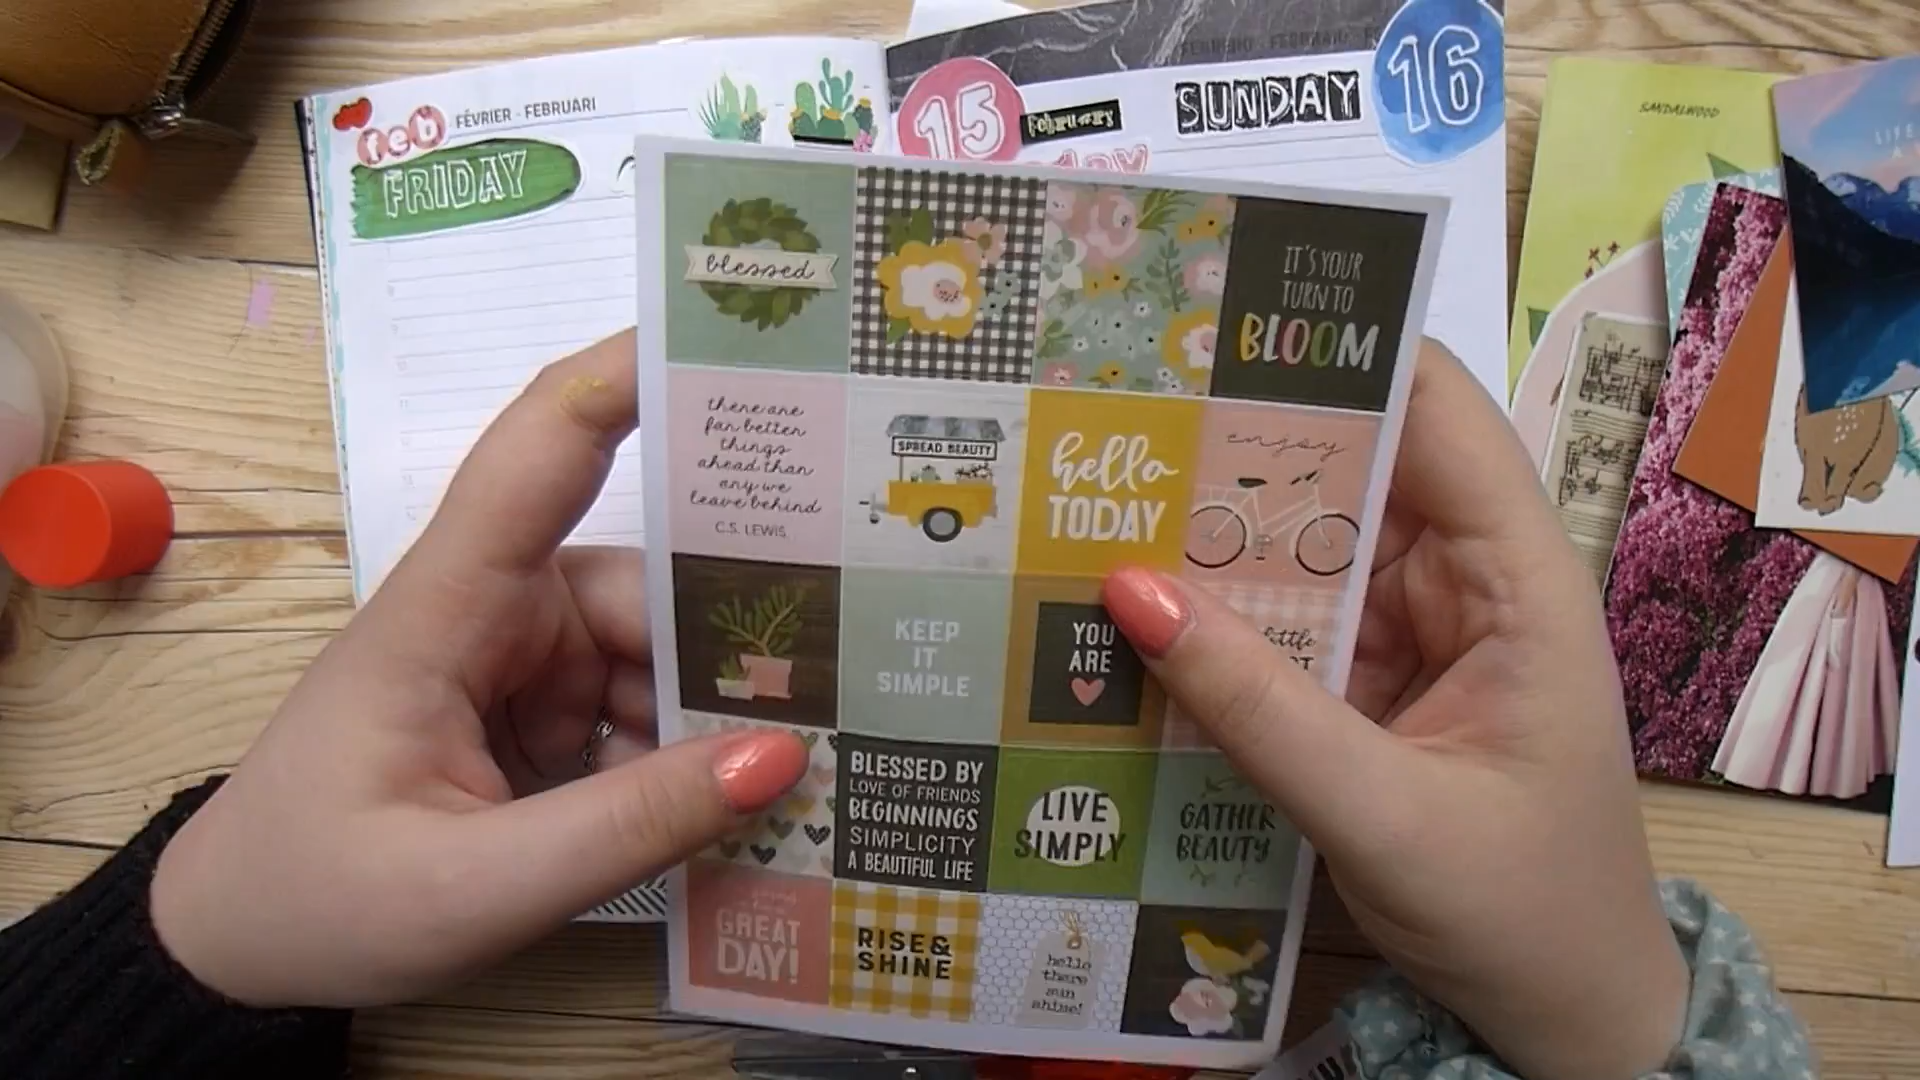 feb
FÉVRIER - FEBRUARI
FRIDAY
15
February
SUNDAY
16
SANDALWOOD
blessed
IT'S YOUR
TURN TO
BLOOM
there are
far better
things
ahead than
any we
leave behind
C.S. LEWIS
SPREAD BEAUTY
hello
TODAY
enjoy
KEEP
IT
SIMPLE
YOU
ARE
little
BLESSED BY
LOVE OF FRIENDS
BEGINNINGS
SIMPLICITY
A BEAUTIFUL LIFE
LIVE
SIMPLY
GATHER
BEAUTY
GREAT
DAY!
RISE &
SHINE
hello
there
sun
shine!